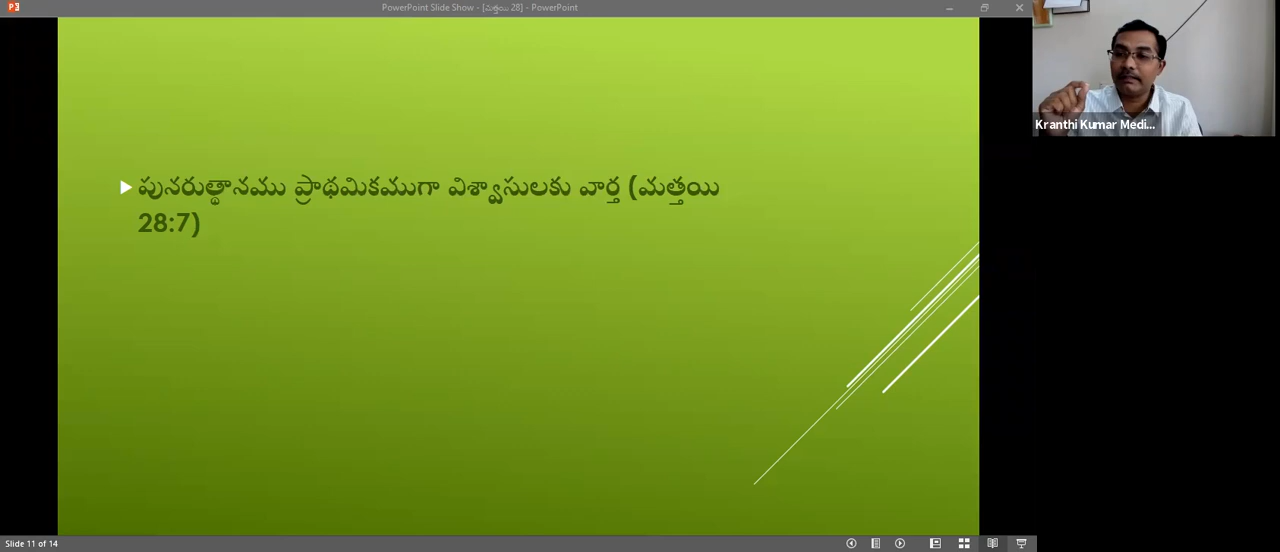 PowerPoint Slide Show - [మత్తయి 28] - PowerPoint
Kranthi Kumar Medi...
పునరుత్థానము ప్రాథమికముగా విశ్వాసులకు వార్త (మత్తయి
28:7)
Slide 11 of 14